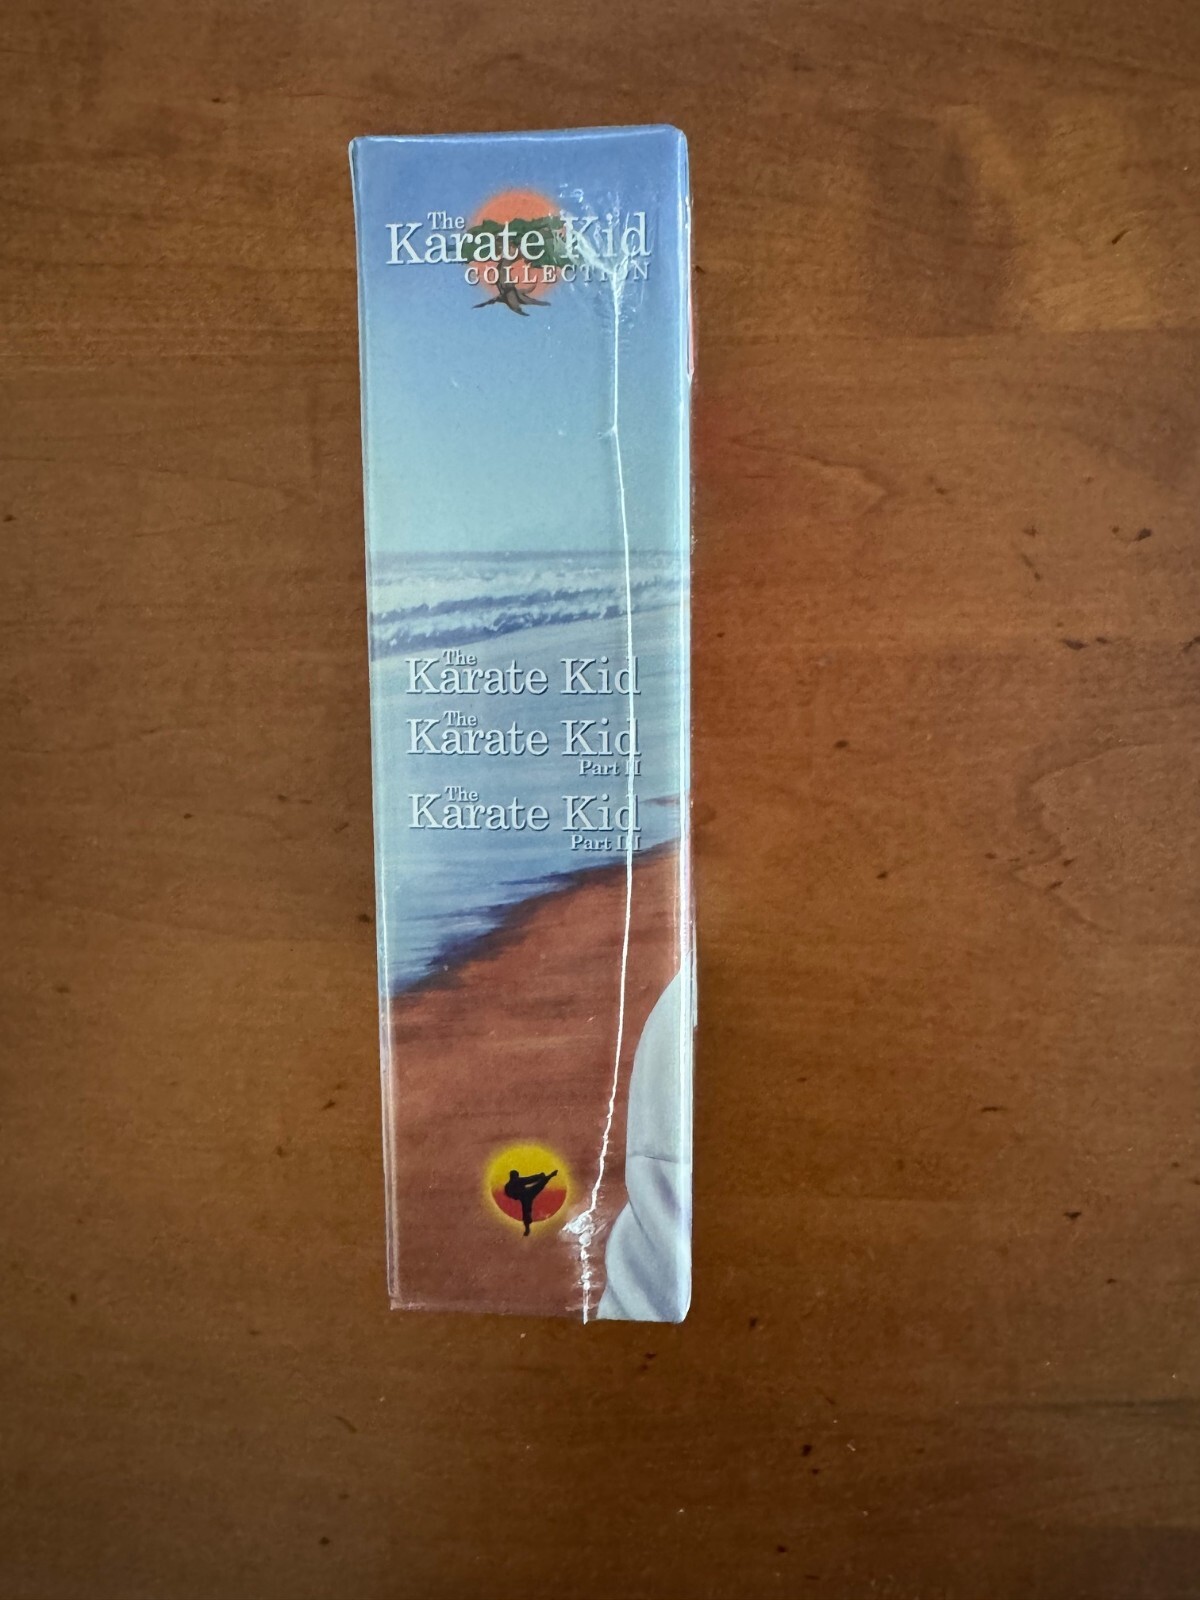 The
Karate Kid
COLLECTION
The
Karate Kid
The
Karate Kid
Part II
The
Karate Kid
Part III